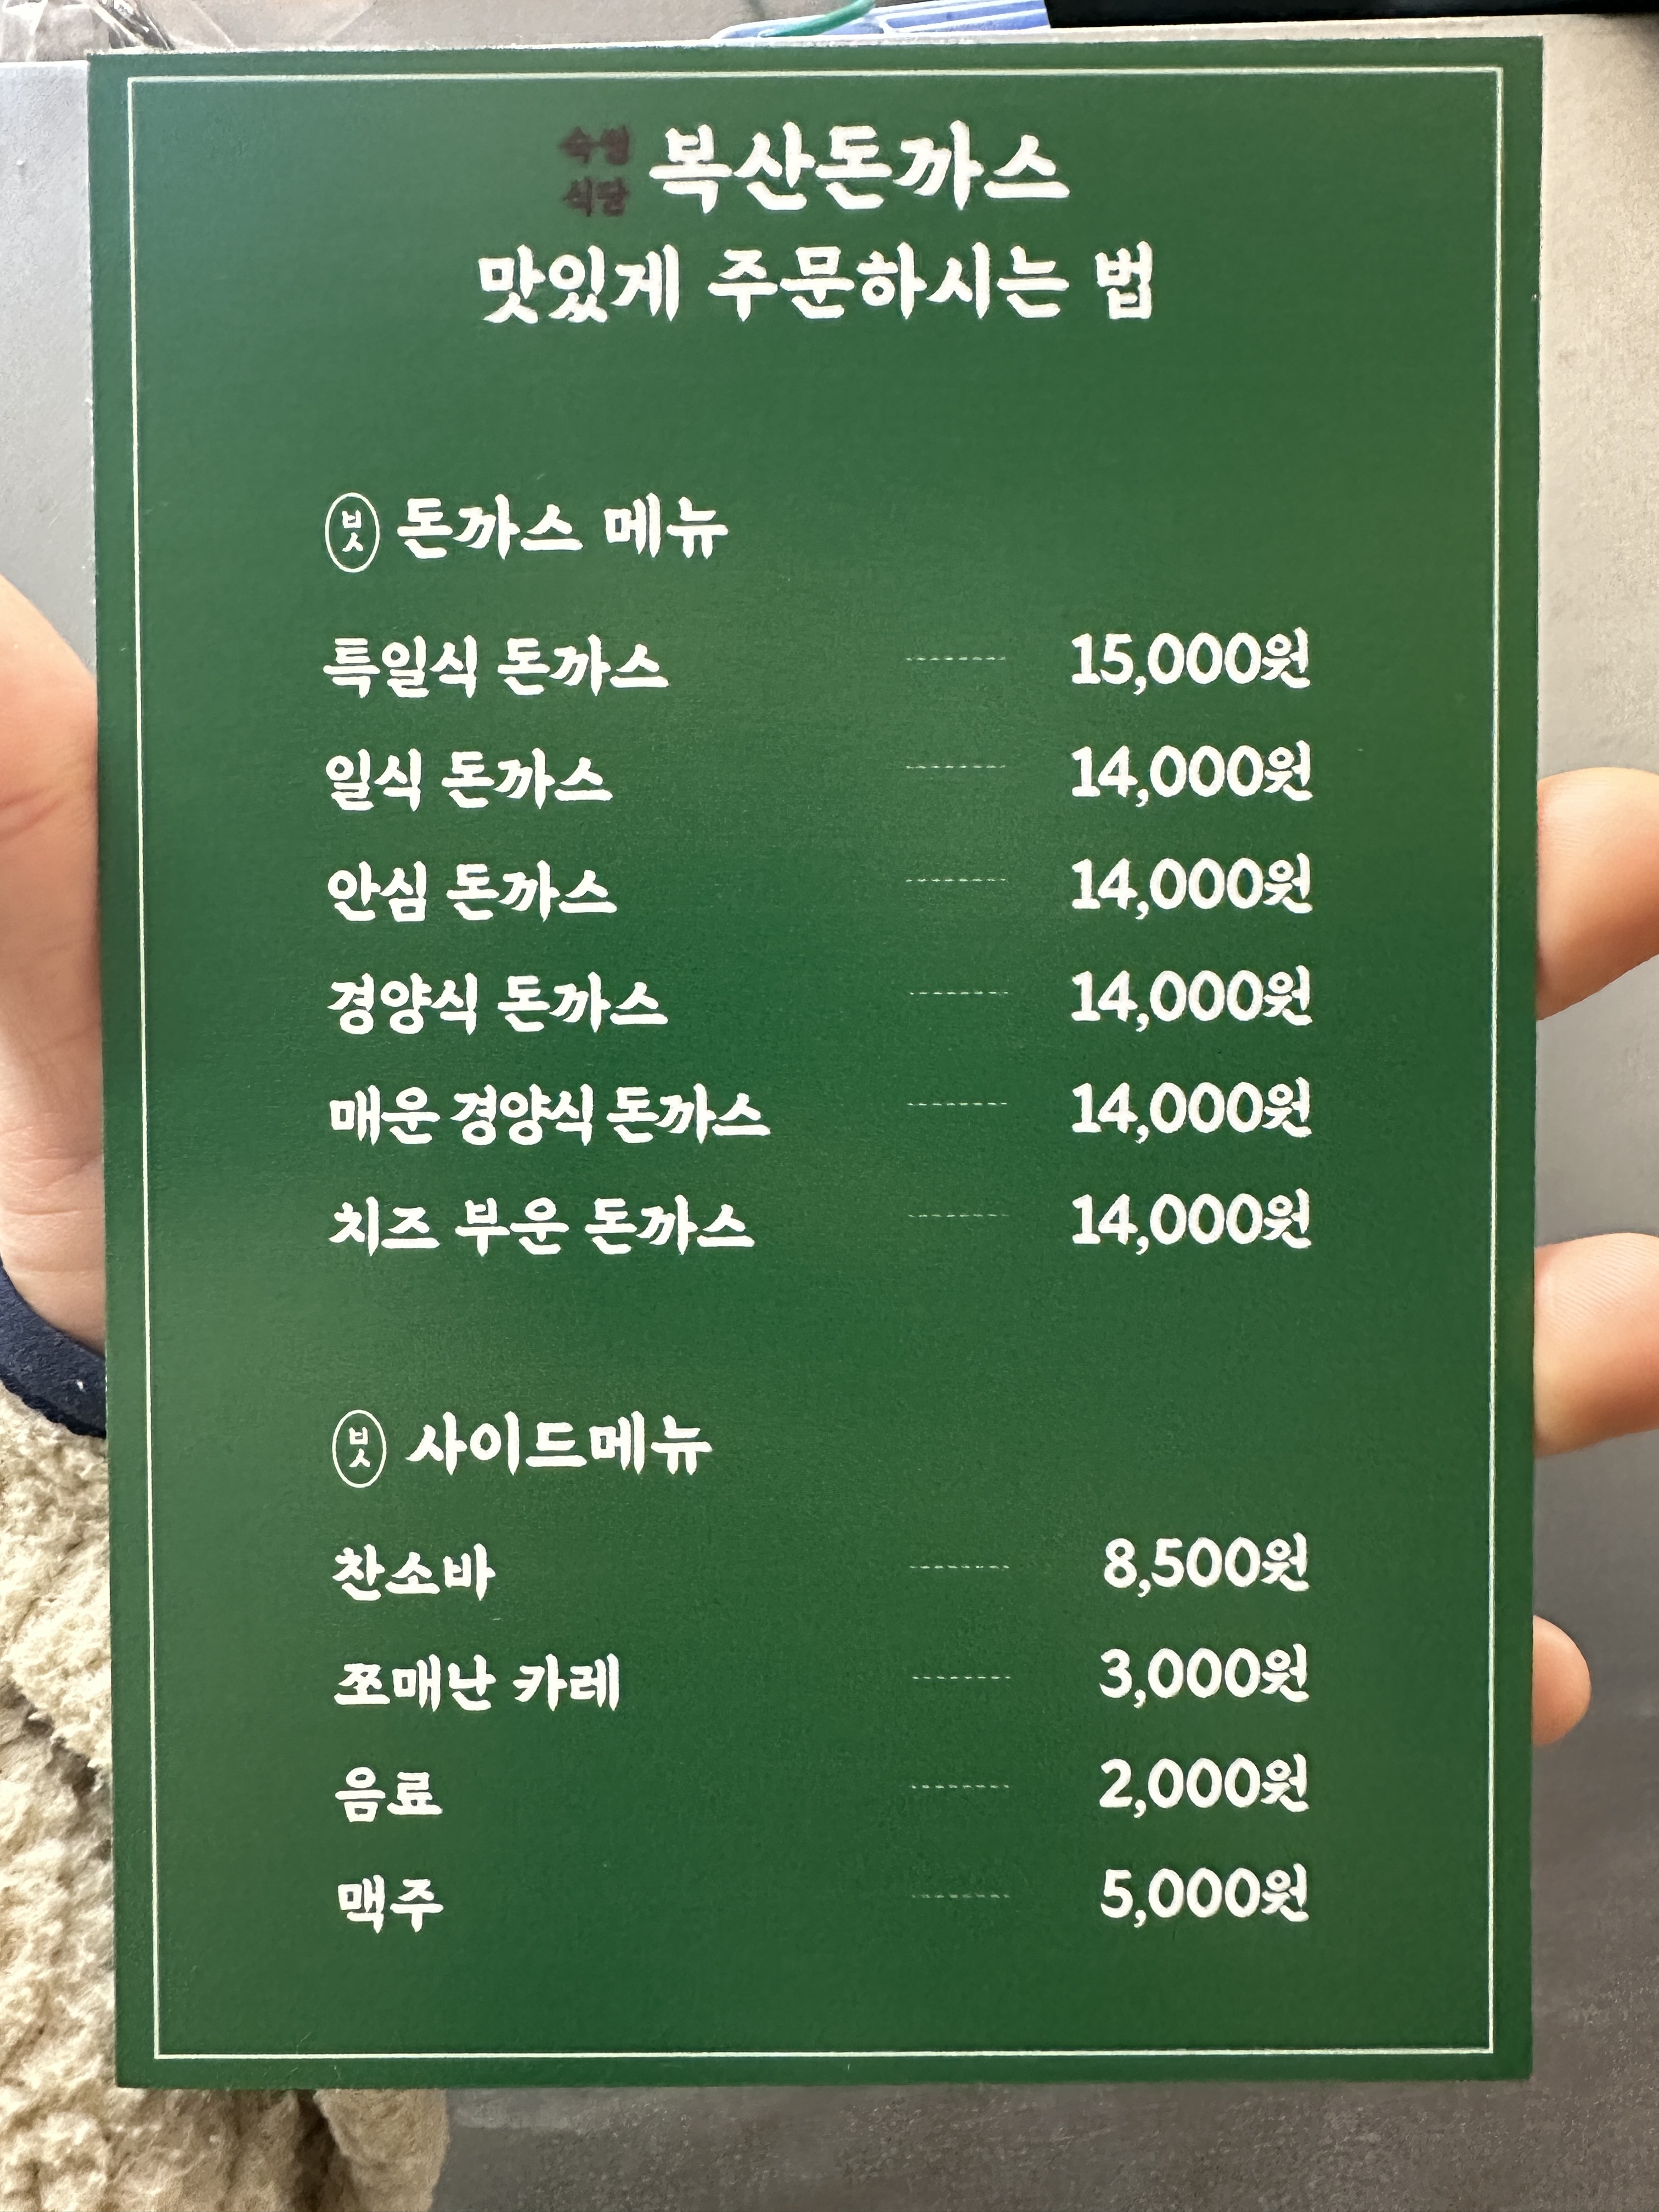 숙성 복산돈까스
식당
맛있게 주문하시는 법
돈까스 메뉴
특일식 돈까스 -------- 15,000원
일식 돈까스 -------- 14,000원
안심 돈까스 -------- 14,000원
경양식 돈까스 -------- 14,000원
매운 경양식 돈까스 -------- 14,000원
치즈 부운 돈까스 -------- 14,000원
사이드메뉴
찬소바 -------- 8,500원
쪼매난 카레 -------- 3,000원
음료 -------- 2,000원
맥주 -------- 5,000원